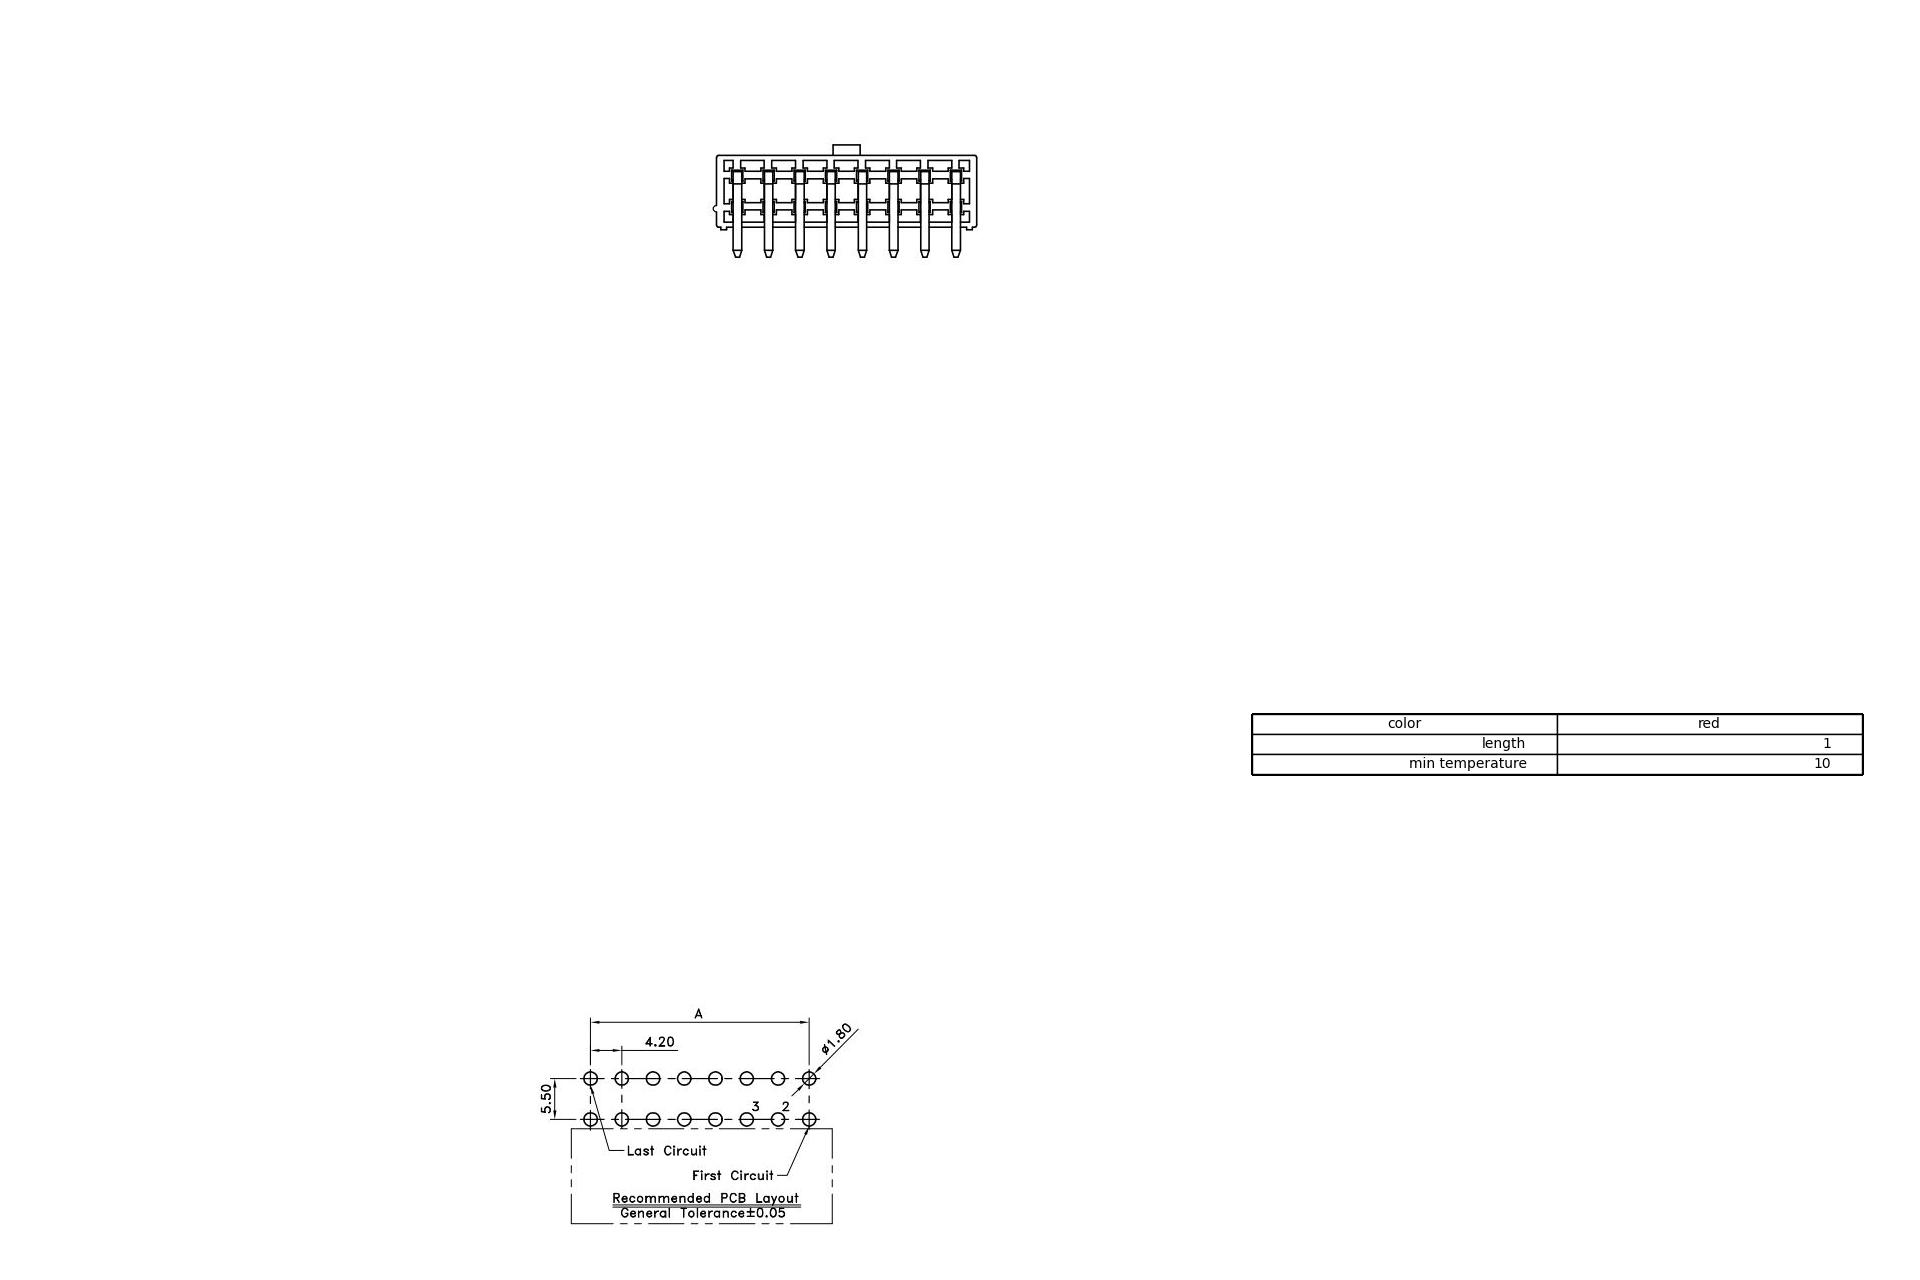 color red
length 1
min temperature 10
A
4.20
ø1.80
5.50
3 2
Last Circuit
First Circuit
Recommended PCB Layout
General Tolerance±0.05